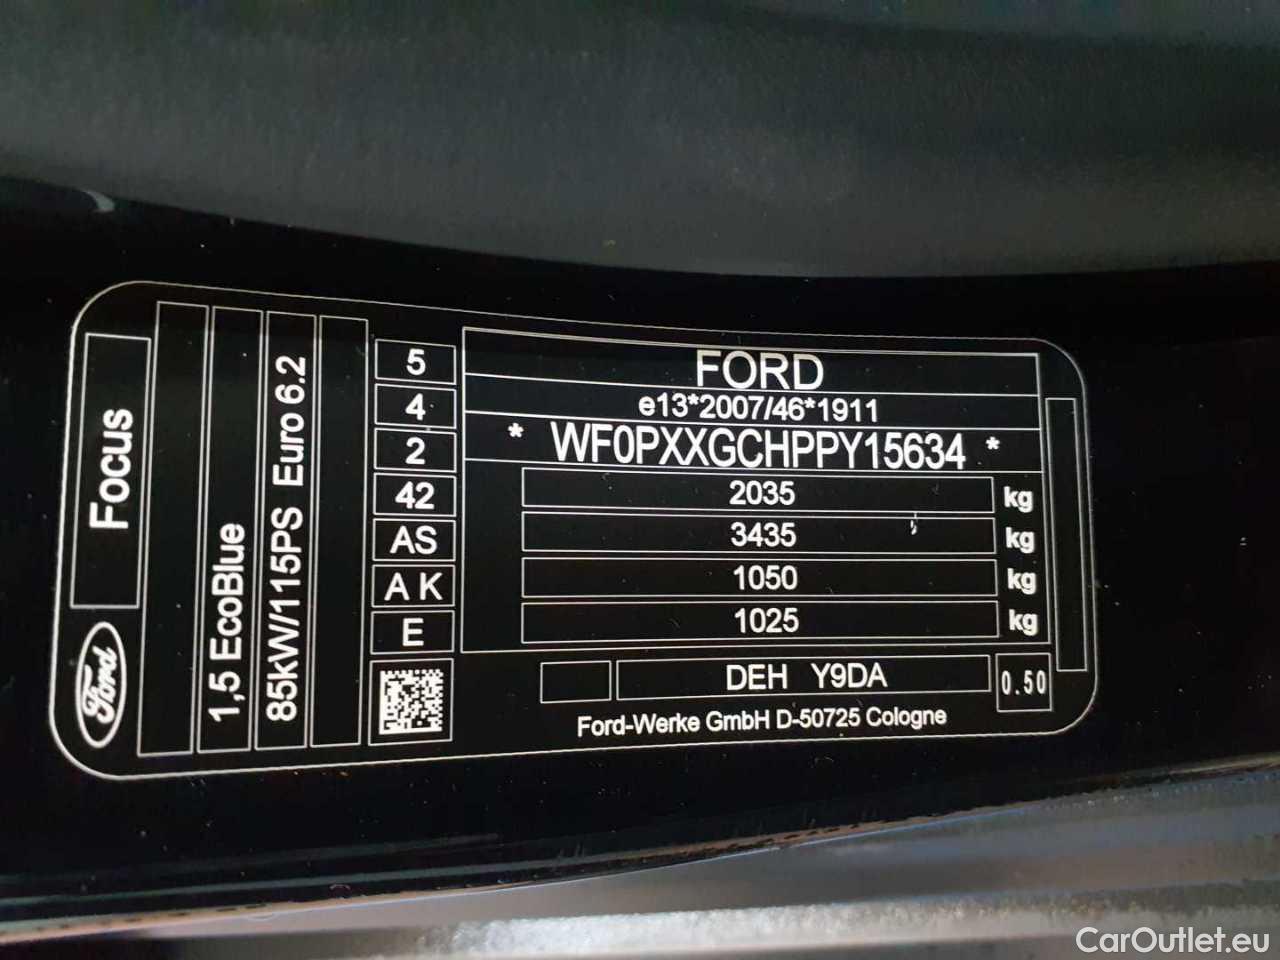 Focus
Ford
1,5 EcoBlue
85kW/115PS Euro 6.2
5
4
2
42
AS
A K
E
FORD
e13*2007/46*1911
* WF0PXXGCHPPY15634 *
2035 kg
3435 kg
1050 kg
1025 kg
DEH Y9DA
0.50
Ford-Werke GmbH D-50725 Cologne
CarOutlet.eu